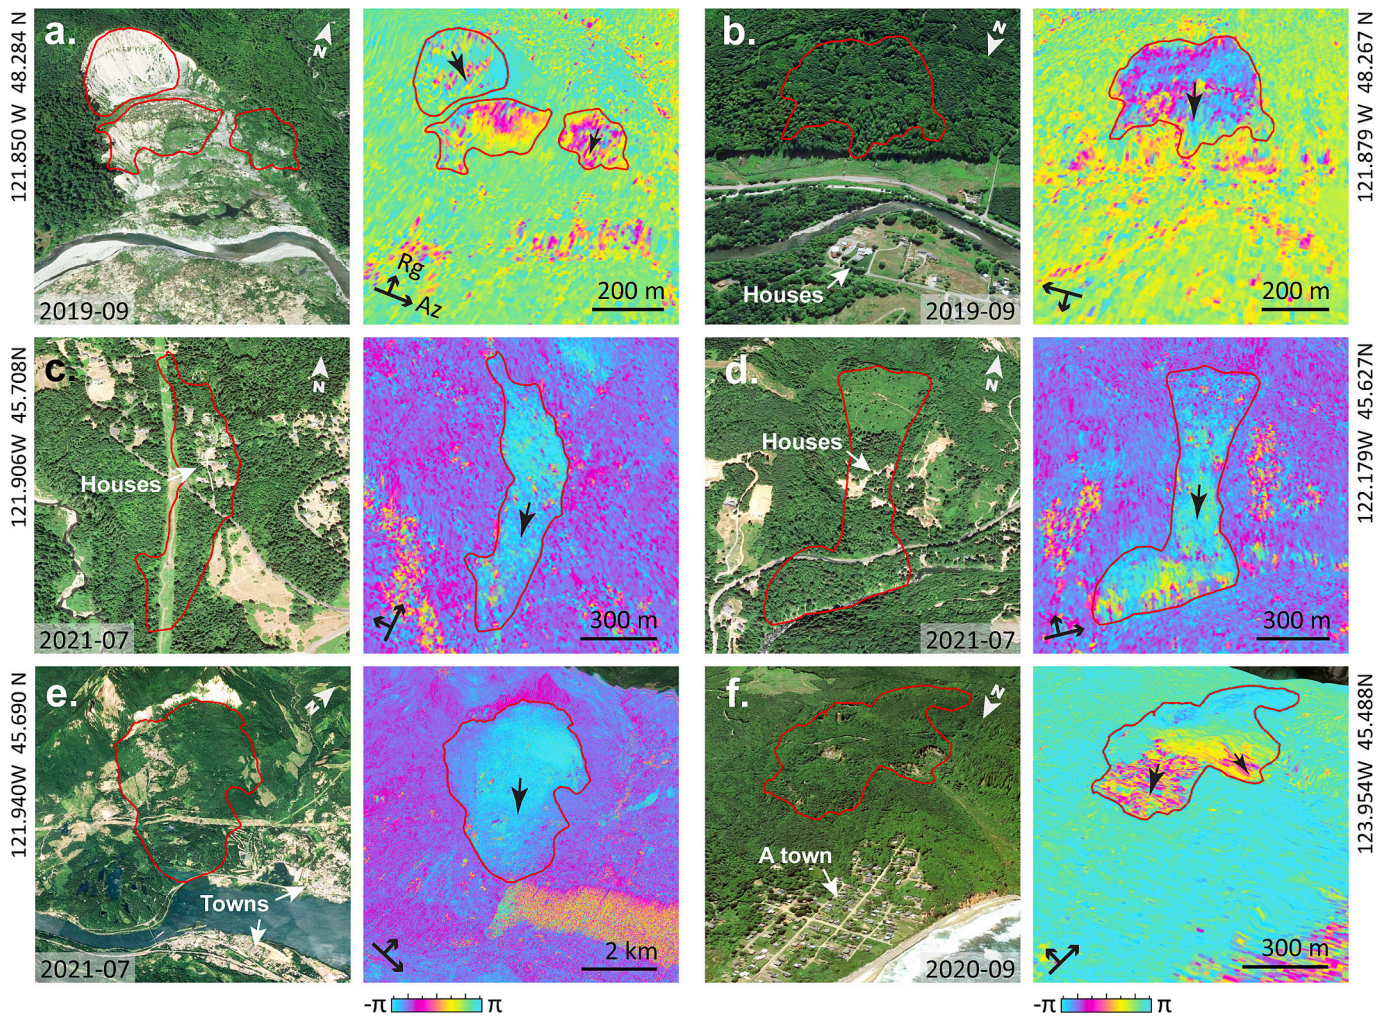 a.
N
2019-09
121.850 W 48.284 N
Rg
Az
200 m
b.
N
Houses
2019-09
200 m
121.879 W 48.267 N
c.
N
Houses
2021-07
121.906W 45.708N
300 m
d.
N
Houses
2021-07
300 m
122.179W 45.627N
e.
N
Towns
2021-07
121.940W 45.690 N
2 km
f.
N
A town
2020-09
300 m
123.954W 45.488N
-π π
-π π